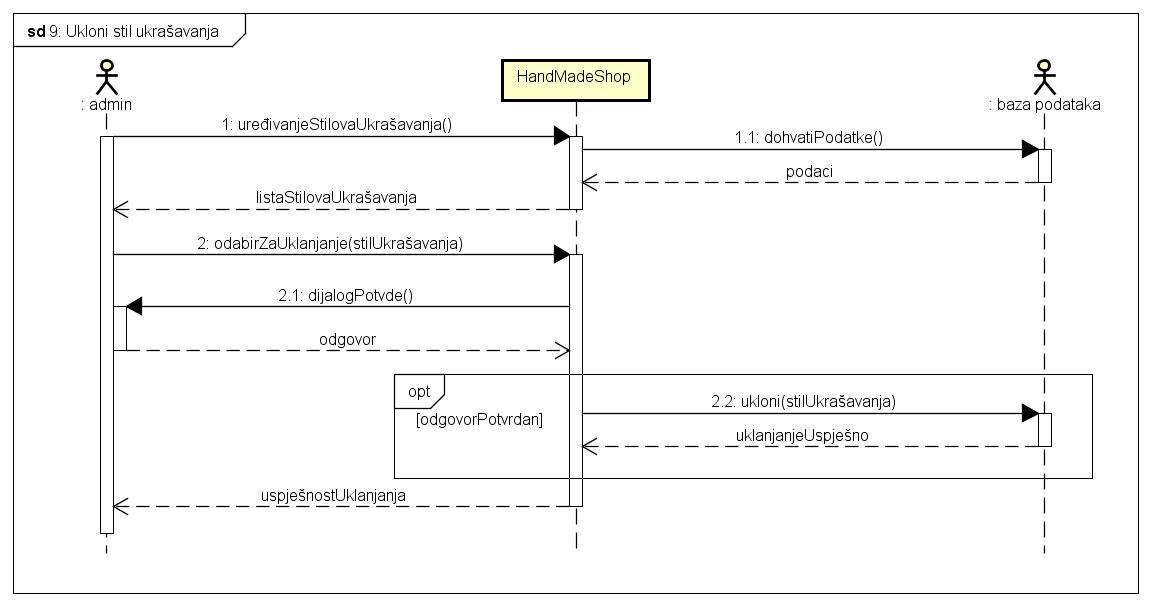 sd 9: Ukloni stil ukrašavanja
HandMadeShop
: admin
: baza podataka
1: uređivanjeStilovaUkrašavanja()
1.1: dohvatiPodatke()
podaci
listaStilovaUkrašavanja
2: odabirZaUklanjanje(stilUkrašavanja)
2.1: dijalogPotvde()
odgovor
opt
2.2: ukloni(stilUkrašavanja)
[odgovorPotvrdan]
uklanjanjeUspješno
uspješnostUklanjanja